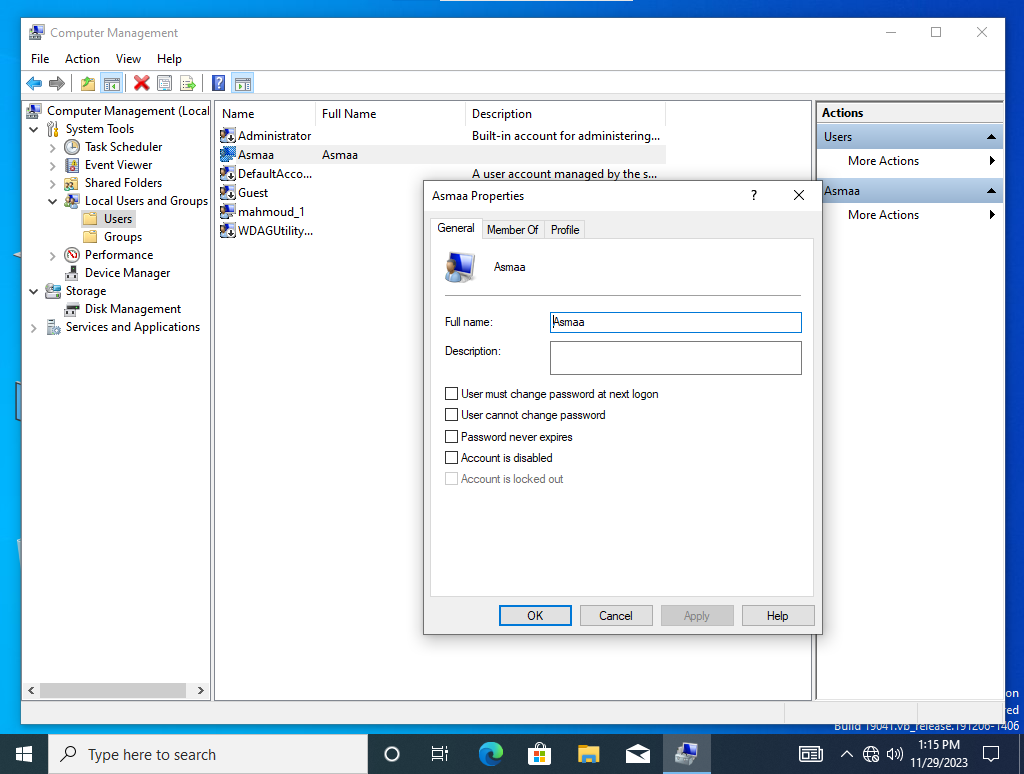 Computer Management
File Action View Help
Computer Management (Local
System Tools
Task Scheduler
Event Viewer
Shared Folders
Local Users and Groups
Users
Groups
Performance
Device Manager
Storage
Disk Management
Services and Applications
Name Full Name Description
Administrator Built-in account for administering...
Asmaa Asmaa
DefaultAcco... A user account managed by the s...
Guest
mahmoud_1
WDAGUtility...
Actions
Users
More Actions
Asmaa
More Actions
Asmaa Properties
General Member Of Profile
Asmaa
Full name: Asmaa
Description:
User must change password at next logon
User cannot change password
Password never expires
Account is disabled
Account is locked out
OK Cancel Apply Help
on
ed
Build 19041.vb_release.191206-1406
Type here to search
1:15 PM
11/29/2023